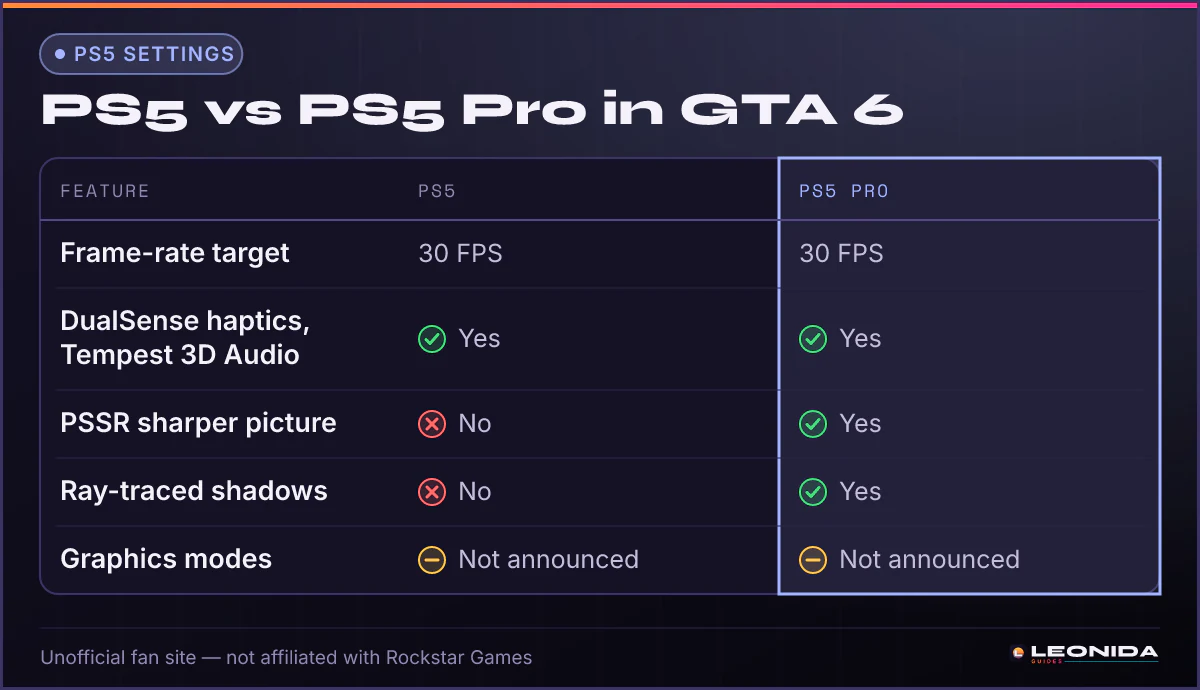 PS5 SETTINGS
PS5 vs PS5 Pro in GTA 6
FEATURE PS5 PS5 PRO
Frame-rate target 30 FPS 30 FPS
DualSense haptics,
Tempest 3D Audio Yes Yes
PSSR sharper picture No Yes
Ray-traced shadows No Yes
Graphics modes Not announced Not announced
Unofficial fan site — not affiliated with Rockstar Games
LEONIDA
GUIDES